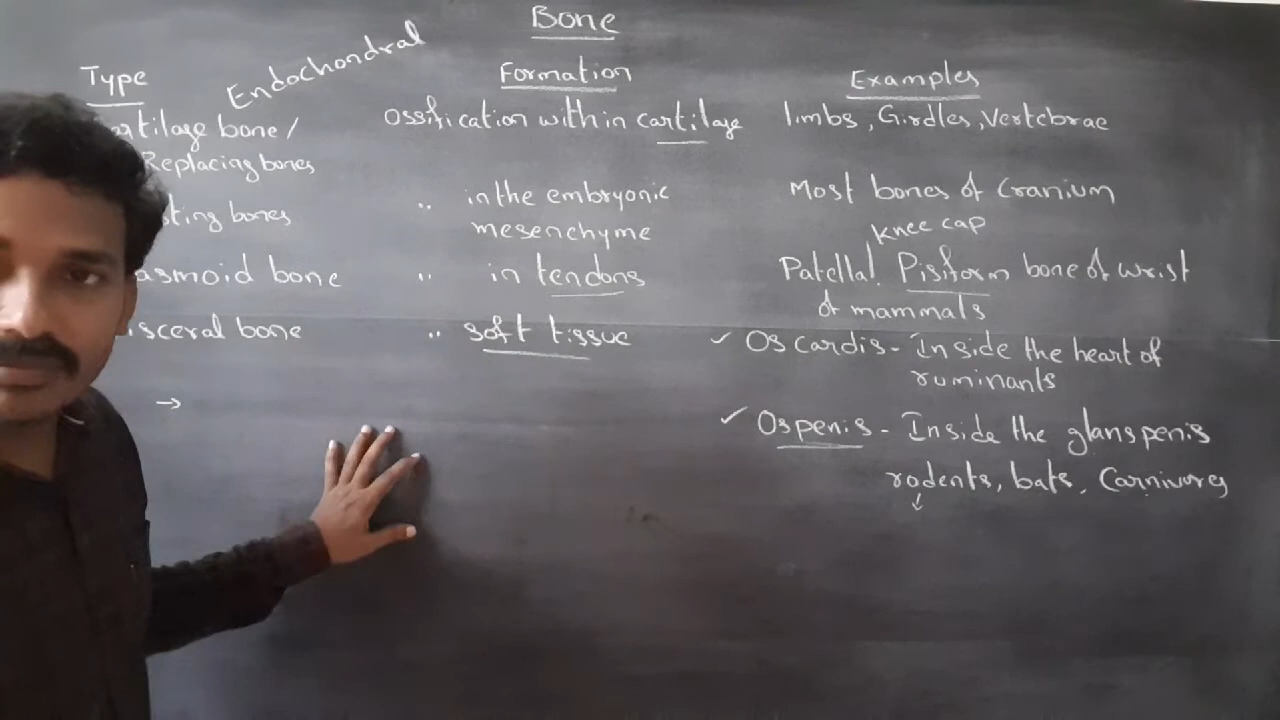 Bone
Type Endochondral Formation Examples
artilage bone / Ossification within cartilage limbs, Girdles, Vertebrae
Replacing bones
sting bones " in the embryonic Most bones of Cranium
mesenchyme Knee cap
asmoid bone " in tendons Patella! Pisiform bone of wrist
of mammals
isceral bone " soft tissue ✓ Os cardis - Inside the heart of
ruminants
→
✓ Os penis - Inside the glans penis
rodents, bats, Carnivores
↓